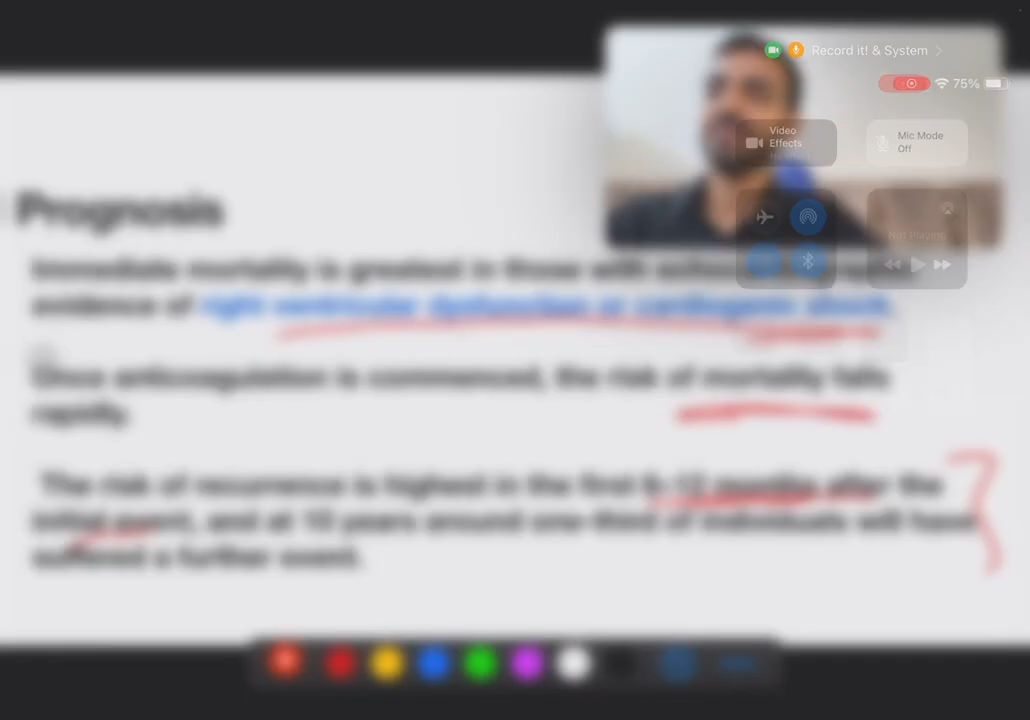 Record it! & System
75%
Video
Effects
Mic Mode
Off
Not Playing
Prognosis
Immediate mortality is greatest in those with
evidence of right ventricular dysfunction or cardiogenic shock.
Once anticoagulation is commenced, the risk of mortality falls
rapidly.
The risk of recurrence is highest in the first 6-12 months after the
initial event, and at 10 years around one-third of individuals will have
suffered a further event.